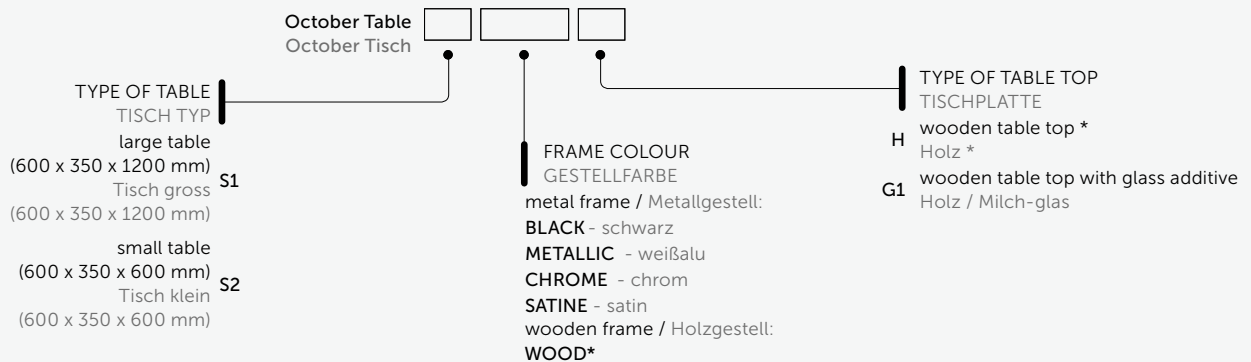 October Table
October Tisch
TYPE OF TABLE
TISCH TYP
large table
(600 x 350 x 1200 mm)
S1
Tisch gross
(600 x 350 x 1200 mm)
small table
(600 x 350 x 600 mm)
S2
Tisch klein
(600 x 350 x 600 mm)
FRAME COLOUR
GESTELLFARBE
metal frame / Metallgestell:
BLACK - schwarz
METALLIC - weißalu
CHROME - chrom
SATINE - satin
wooden frame / Holzgestell:
WOOD*
TYPE OF TABLE TOP
TISCHPLATTE
H
wooden table top *
Holz *
G1
wooden table top with glass additive
Holz / Milch-glas